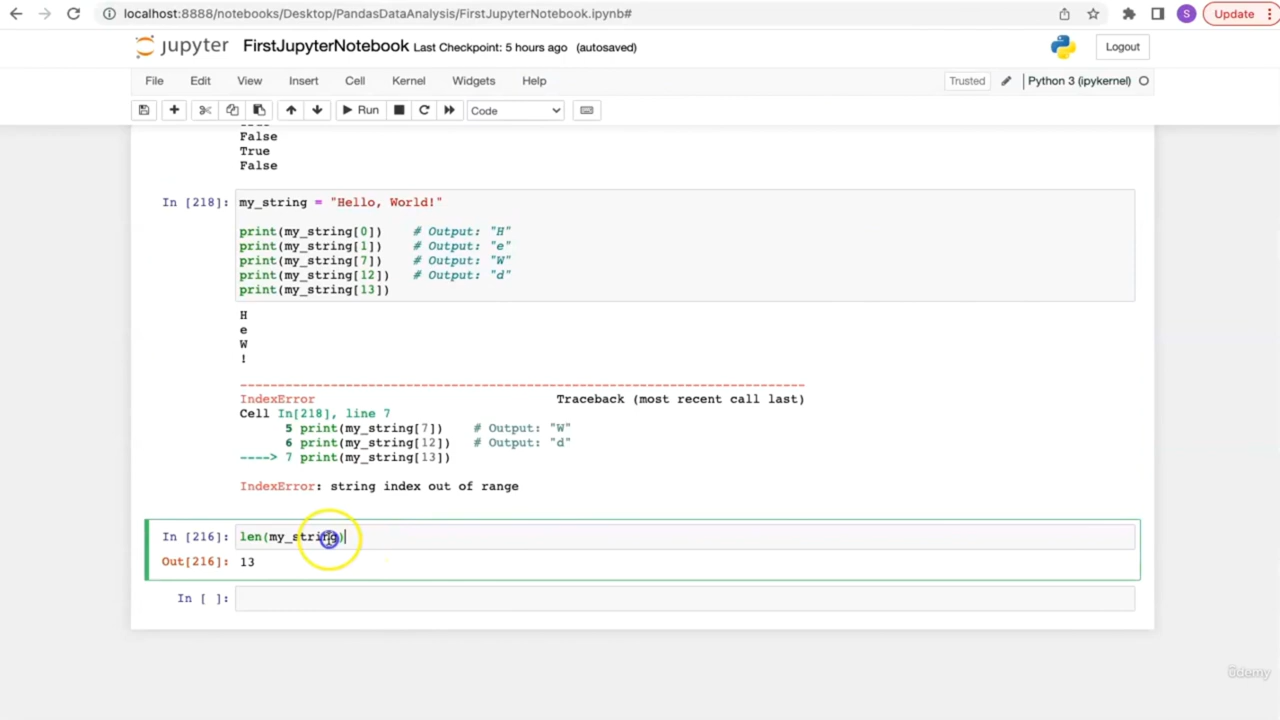 localhost:8888/notebooks/Desktop/PandasDataAnalysis/FirstJupyterNotebook.ipynb#
S
Update
jupyter FirstJupyterNotebook Last Checkpoint: 5 hours ago (autosaved)
Logout
File Edit View Insert Cell Kernel Widgets Help
Trusted
Python 3 (ipykernel)
Run
Code
False
True
False
In [218]: my_string = "Hello, World!"
print(my_string[0]) # Output: "H"
print(my_string[1]) # Output: "e"
print(my_string[7]) # Output: "W"
print(my_string[12]) # Output: "d"
print(my_string[13])
H
e
W
!
---------------------------------------------------------------------------
IndexError Traceback (most recent call last)
Cell In[218], line 7
5 print(my_string[7]) # Output: "W"
6 print(my_string[12]) # Output: "d"
----> 7 print(my_string[13])
IndexError: string index out of range
In [216]: len(my_string)
Out[216]: 13
In [ ]:
ûdemy